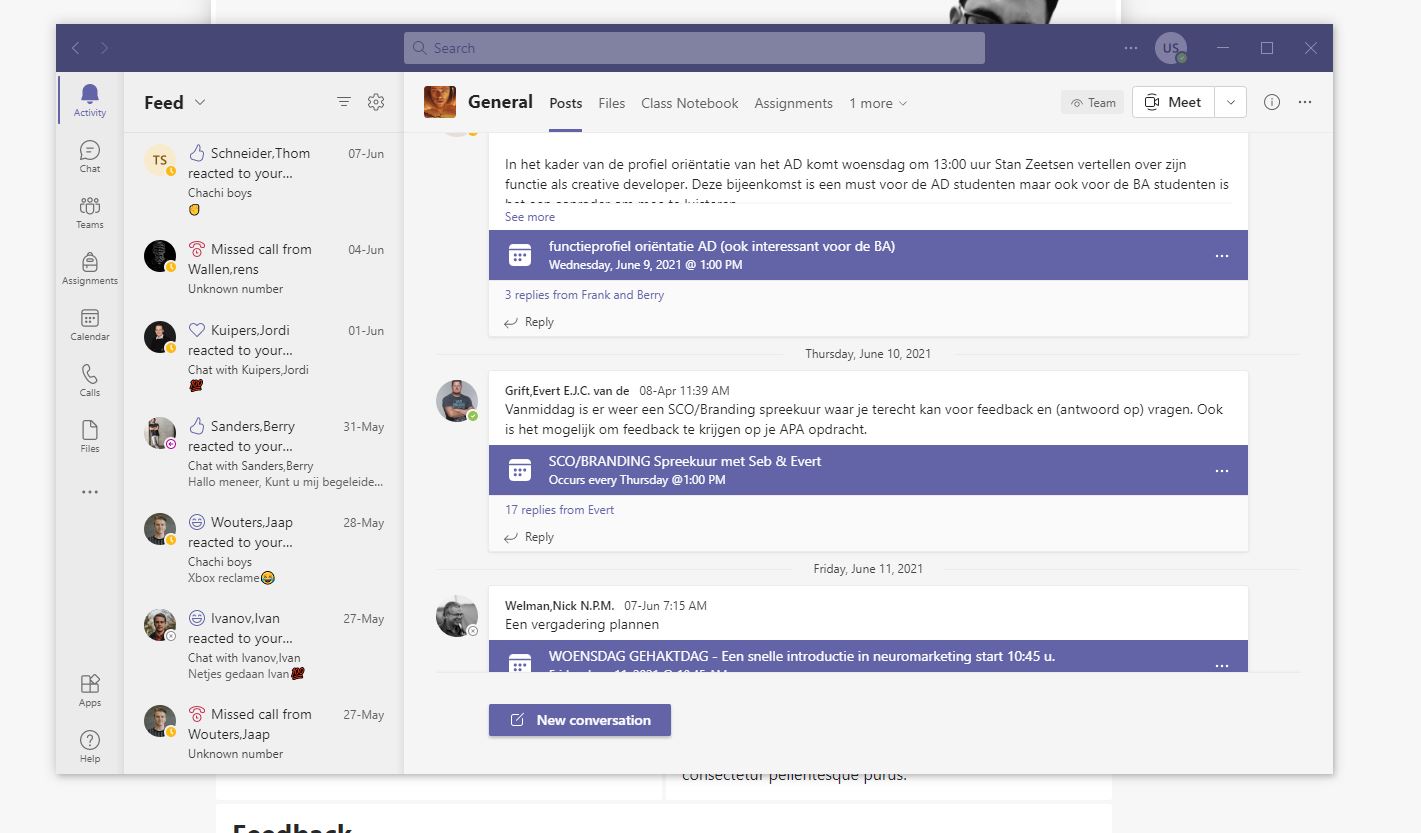 Search
US
Activity
Chat
Teams
Assignments
Calendar
Calls
Files
Apps
Help
Feed
TS
Schneider,Thom
07-Jun
reacted to your...
Chachi boys
Missed call from
04-Jun
Wallen,rens
Unknown number
Kuipers,Jordi
01-Jun
reacted to your...
Chat with Kuipers,Jordi
Sanders,Berry
31-May
reacted to your...
Chat with Sanders,Berry
Hallo meneer, Kunt u mij begeleide...
Wouters,Jaap
28-May
reacted to your...
Chachi boys
Xbox reclame😂
Ivanov,Ivan
27-May
reacted to your...
Chat with Ivanov,Ivan
Netjes gedaan Ivan💯
Missed call from
27-May
Wouters,Jaap
Unknown number
General
Posts
Files
Class Notebook
Assignments
1 more
Team
Meet
In het kader van de profiel oriëntatie van het AD komt woensdag om 13:00 uur Stan Zeetsen vertellen over zijn
functie als creative developer. Deze bijeenkomst is een must voor de AD studenten maar ook voor de BA studenten is
See more
functieprofiel oriëntatie AD (ook interessant voor de BA)
Wednesday, June 9, 2021 @ 1:00 PM
3 replies from Frank and Berry
Reply
Thursday, June 10, 2021
Grift,Evert E.J.C. van de 08-Apr 11:39 AM
Vanmiddag is er weer een SCO/Branding spreekuur waar je terecht kan voor feedback en (antwoord op) vragen. Ook
is het mogelijk om feedback te krijgen op je APA opdracht.
SCO/BRANDING Spreekuur met Seb & Evert
Occurs every Thursday @1:00 PM
17 replies from Evert
Reply
Friday, June 11, 2021
Welman,Nick N.P.M. 07-Jun 7:15 AM
Een vergadering plannen
WOENSDAG GEHAKTDAG - Een snelle introductie in neuromarketing start 10:45 u.
New conversation
consectetur pellentesque purus.
Feedback